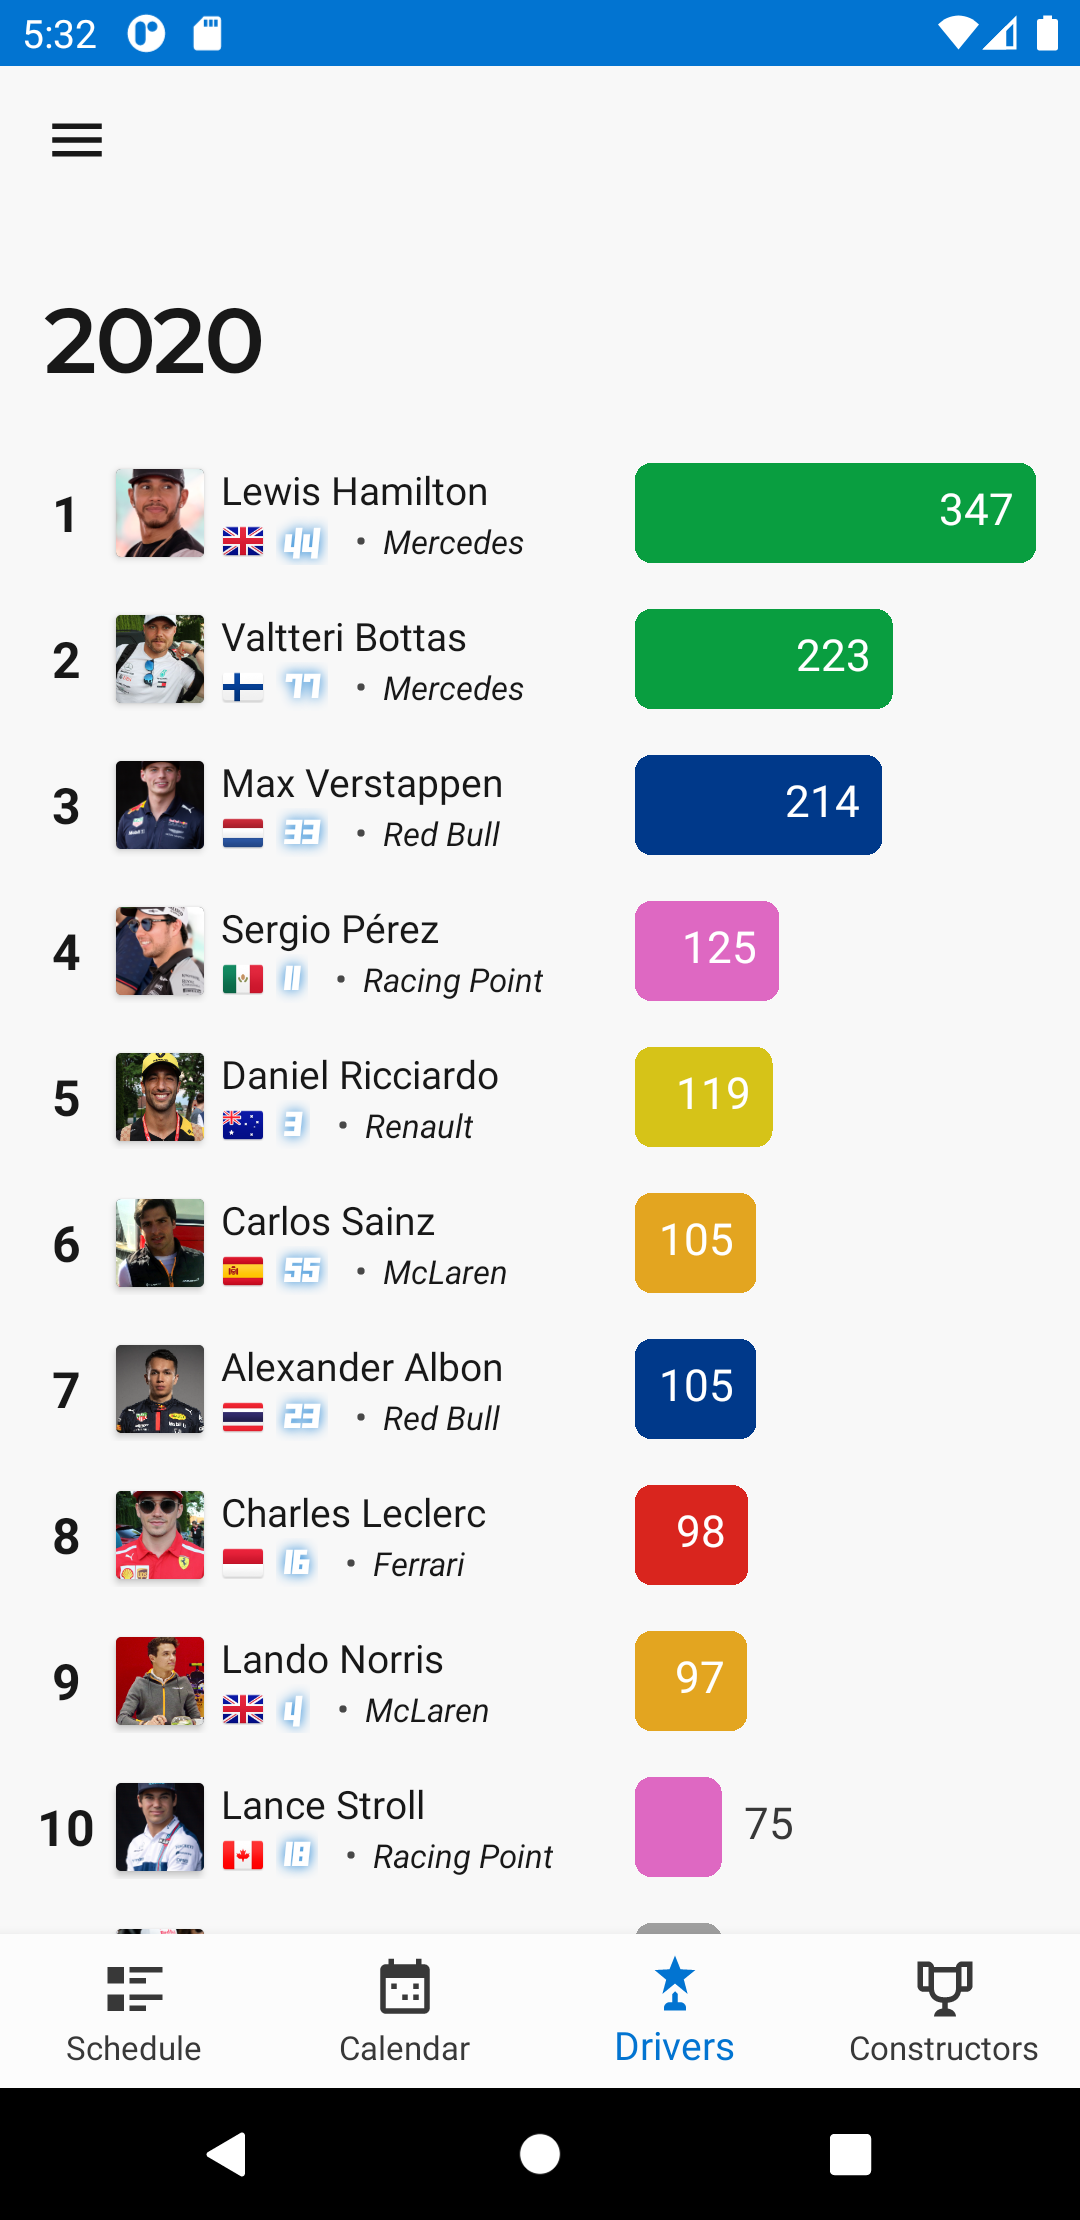 5:32
2020
1
Lewis Hamilton
44 • Mercedes
347
2
Valtteri Bottas
77 • Mercedes
223
3
Max Verstappen
33 • Red Bull
214
4
Sergio Pérez
11 • Racing Point
125
5
Daniel Ricciardo
3 • Renault
119
6
Carlos Sainz
55 • McLaren
105
7
Alexander Albon
23 • Red Bull
105
8
Charles Leclerc
16 • Ferrari
98
9
Lando Norris
4 • McLaren
97
10
Lance Stroll
18 • Racing Point
75
Schedule
Calendar
Drivers
Constructors